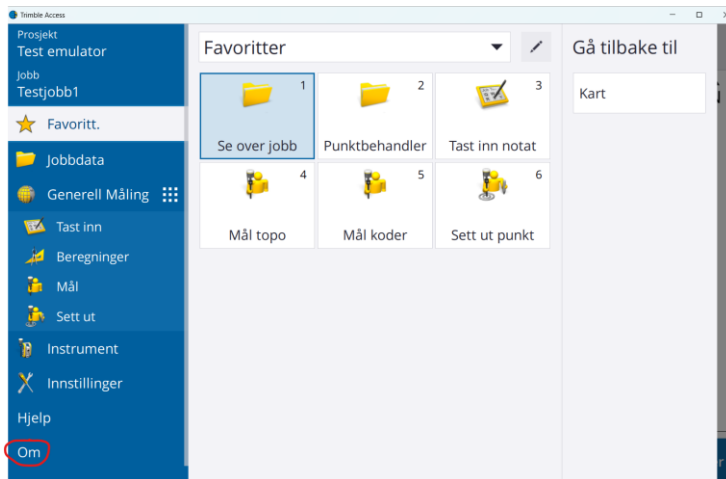 Trimble Access
Prosjekt
Test emulator
Jobb
Testjobb1
Favoritt.
Jobbdata
Generell Måling
Tast inn
Beregninger
Mål
Sett ut
Instrument
Innstillinger
Hjelp
Om
Favoritter
1
Se over jobb
2
Punktbehandler
3
Tast inn notat
4
Mål topo
5
Mål koder
6
Sett ut punkt
Gå tilbake til
Kart